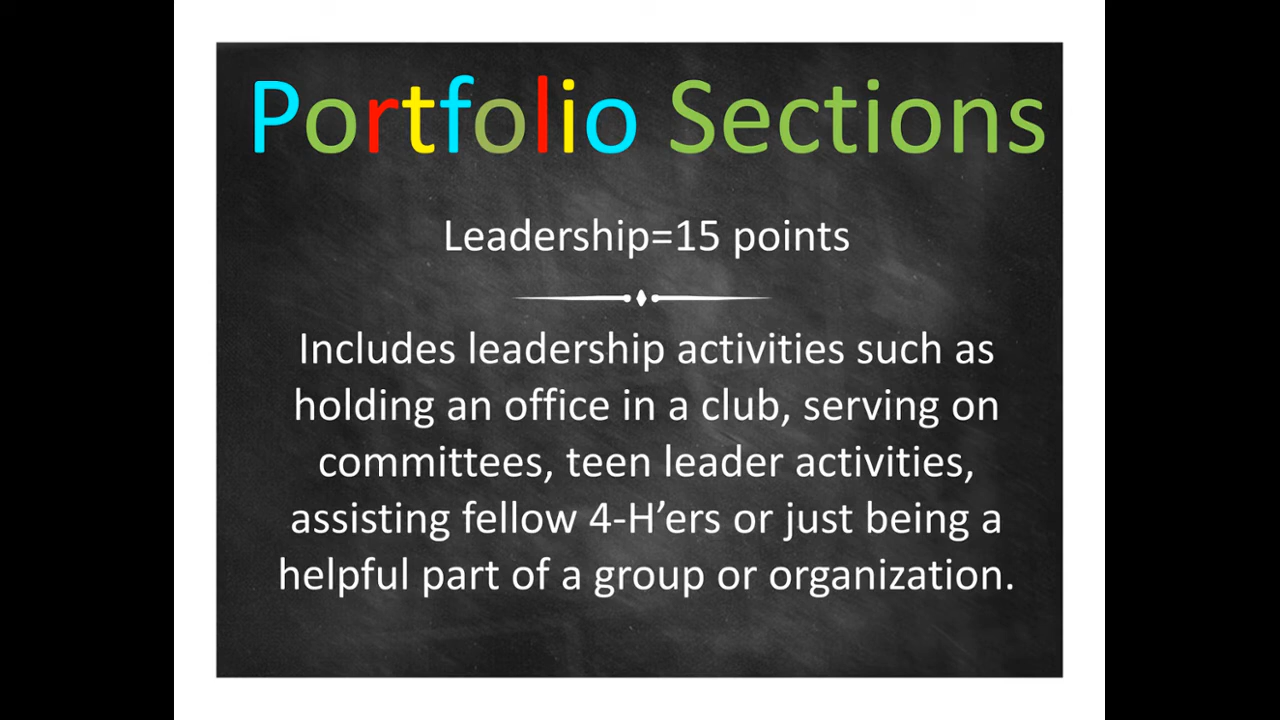 Portfolio Sections
Leadership=15 points
Includes leadership activities such as
holding an office in a club, serving on
committees, teen leader activities,
assisting fellow 4-H’ers or just being a
helpful part of a group or organization.